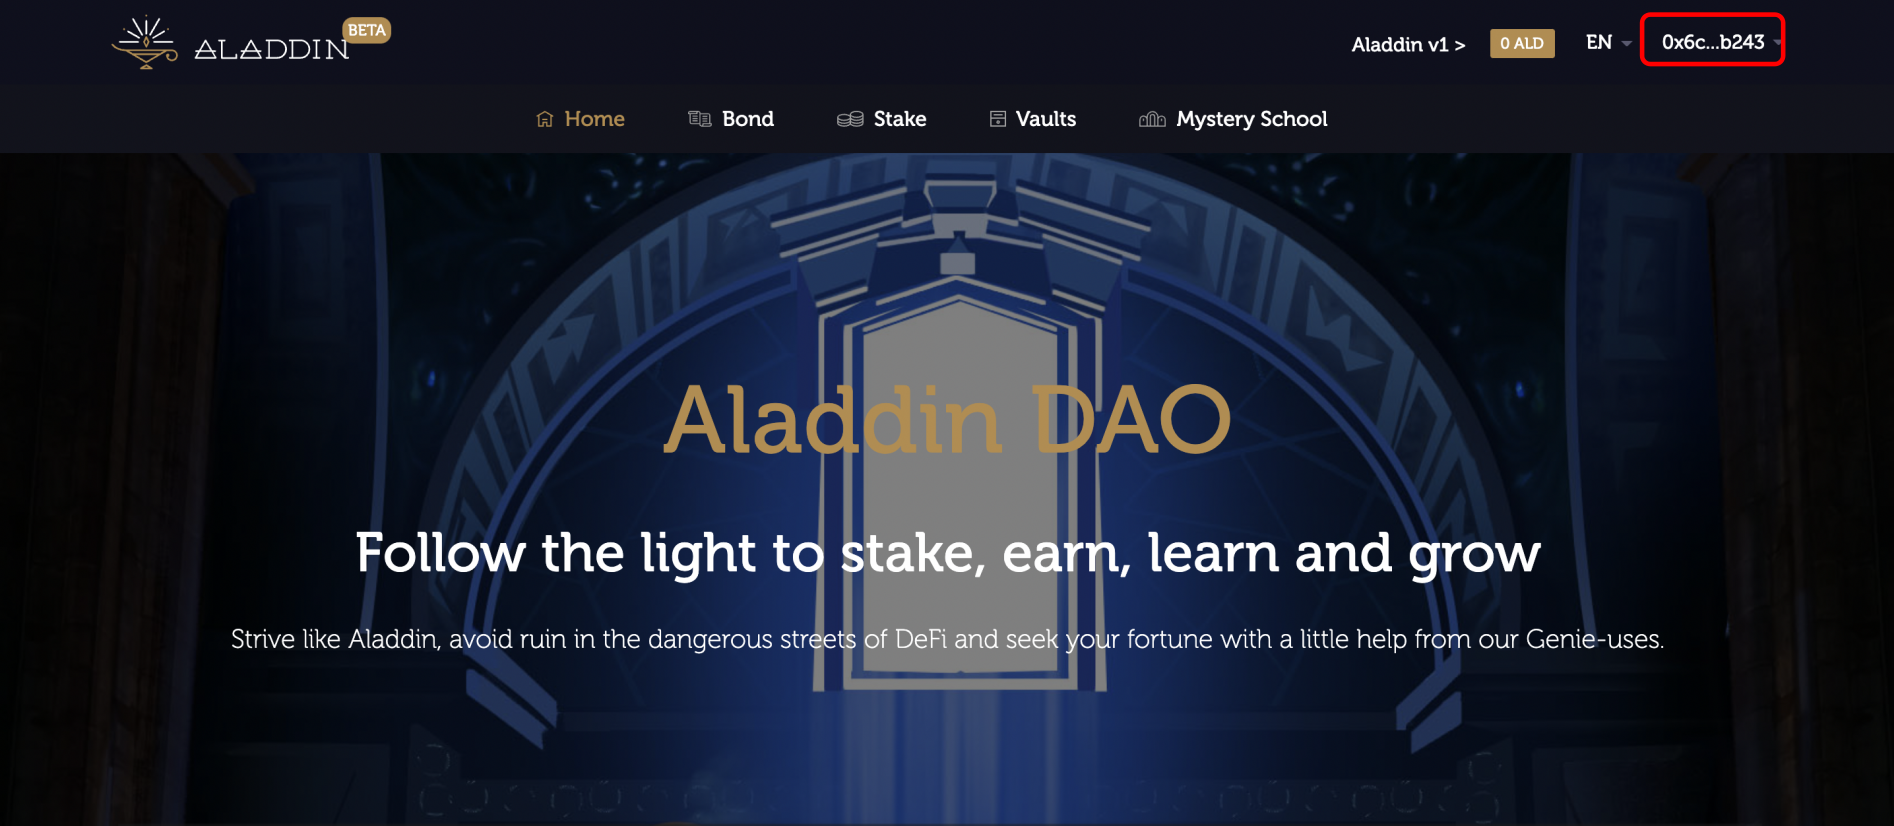 ALADDIN BETA
Aladdin v1 > 0 ALD EN 0x6c...b243
Home Bond Stake Vaults Mystery School
Aladdin DAO
Follow the light to stake, earn, learn and grow
Strive like Aladdin, avoid ruin in the dangerous streets of DeFi and seek your fortune with a little help from our Genie-uses.